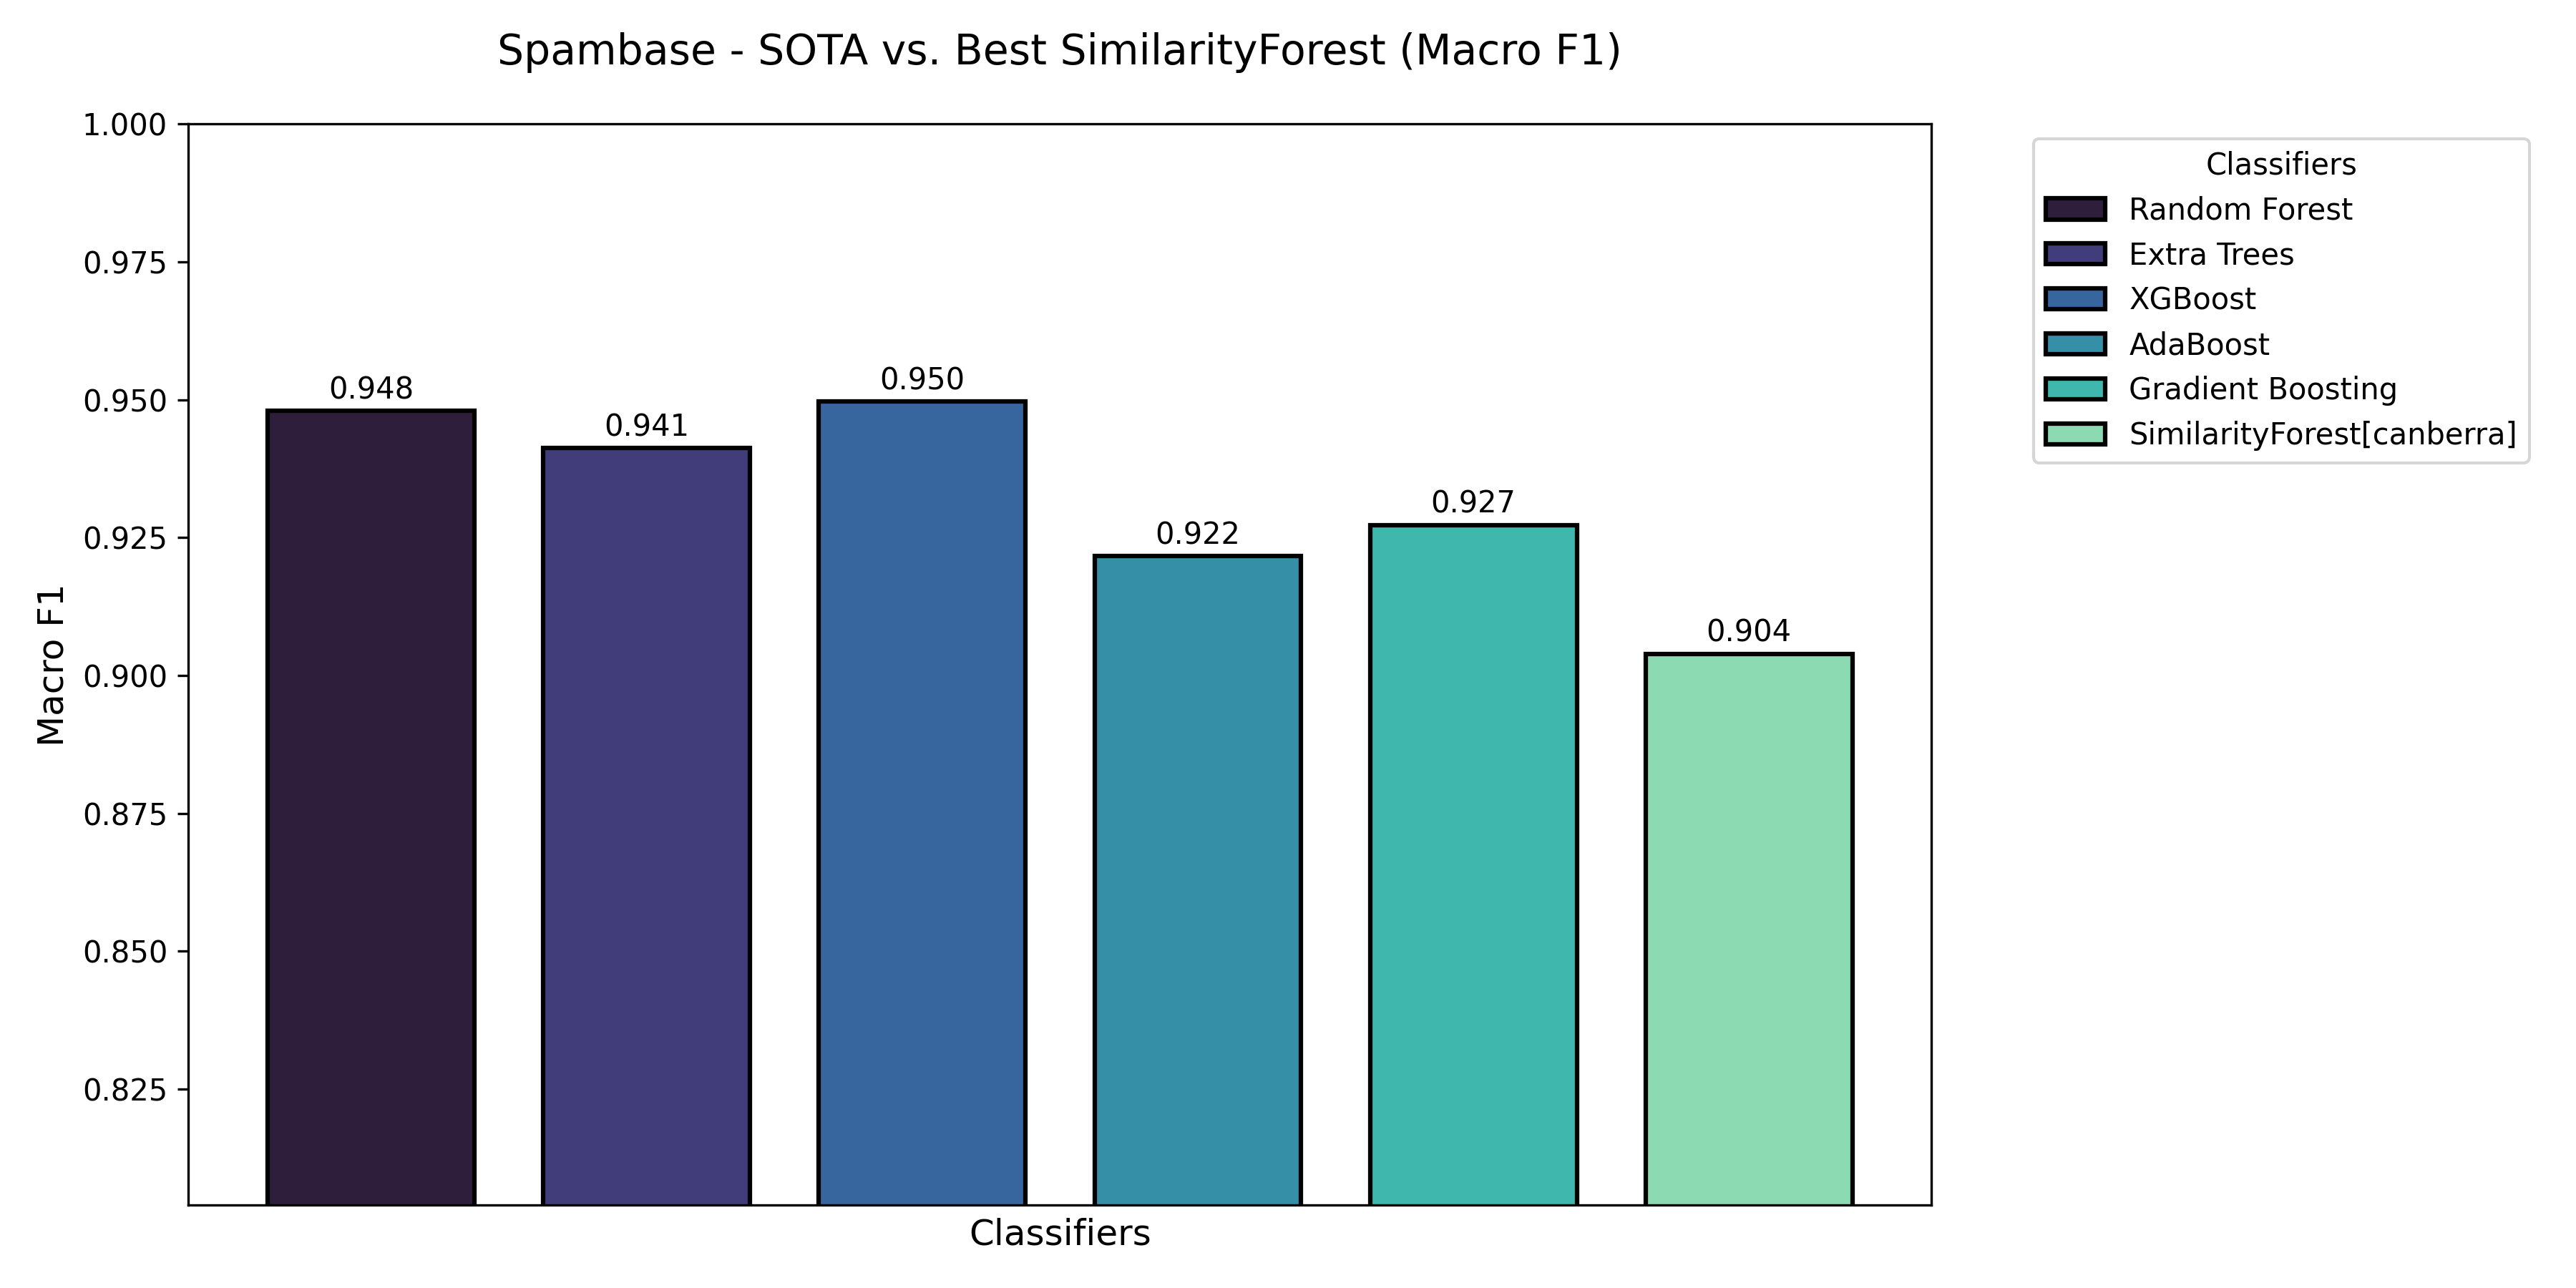 Spambase - SOTA vs. Best SimilarityForest (Macro F1)
1.000
0.975
0.950
0.925
0.900
0.875
0.850
0.825
Macro F1
0.948
0.941
0.950
0.922
0.927
0.904
Classifiers
Classifiers
Random Forest
Extra Trees
XGBoost
AdaBoost
Gradient Boosting
SimilarityForest[canberra]